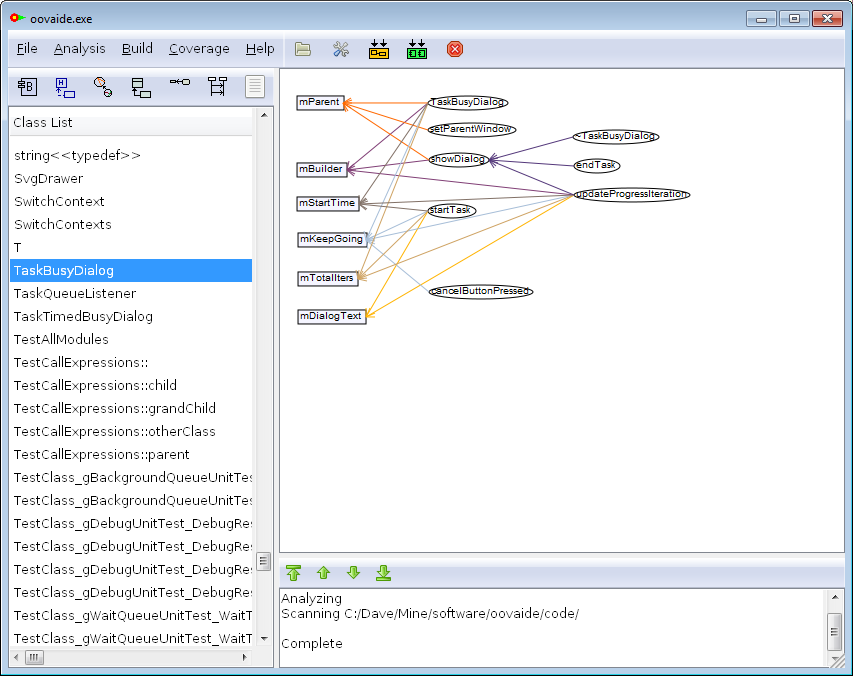 oovaide.exe
File Analysis Build Coverage Help
Class List
string<<typedef>>
SvgDrawer
SwitchContext
SwitchContexts
T
TaskBusyDialog
TaskQueueListener
TaskTimedBusyDialog
TestAllModules
TestCallExpressions::
TestCallExpressions::child
TestCallExpressions::grandChild
TestCallExpressions::otherClass
TestCallExpressions::parent
TestClass_gBackgroundQueueUnitTes
TestClass_gBackgroundQueueUnitTes
TestClass_gDebugUnitTest_DebugRes
TestClass_gDebugUnitTest_DebugRes
TestClass_gDebugUnitTest_DebugRes
TestClass_gDebugUnitTest_DebugRes
TestClass_gWaitQueueUnitTest_WaitT
TestClass_gWaitQueueUnitTest_WaitT
mParent
TaskBusyDialog
setParentWindow
~TaskBusyDialog
showDialog
mBuilder
endTask
updateProgressIteration
mStartTime
startTask
mKeepGoing
mTotalIters
cancelButtonPressed
mDialogText
Analyzing
Scanning C:/Dave/Mine/software/oovaide/code/
Complete